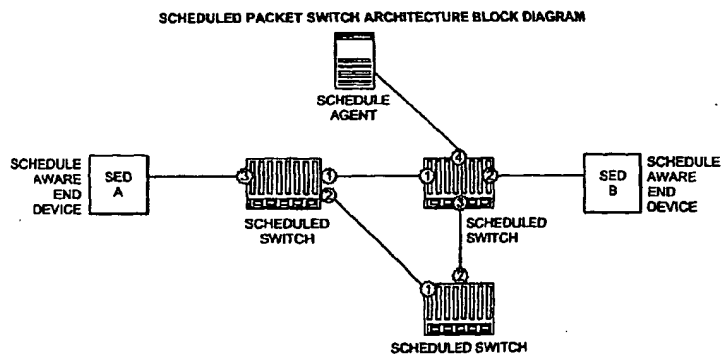 SCHEDULED PACKET SWITCH ARCHITECTURE BLOCK DIAGRAM
SCHEDULE
AGENT
SCHEDULE
AWARE
END
DEVICE
SED
A
3
1
2
SCHEDULED
SWITCH
4
1
2
3
SCHEDULED
SWITCH
SED
B
SCHEDULE
AWARE
END
DEVICE
1
2
SCHEDULED SWITCH